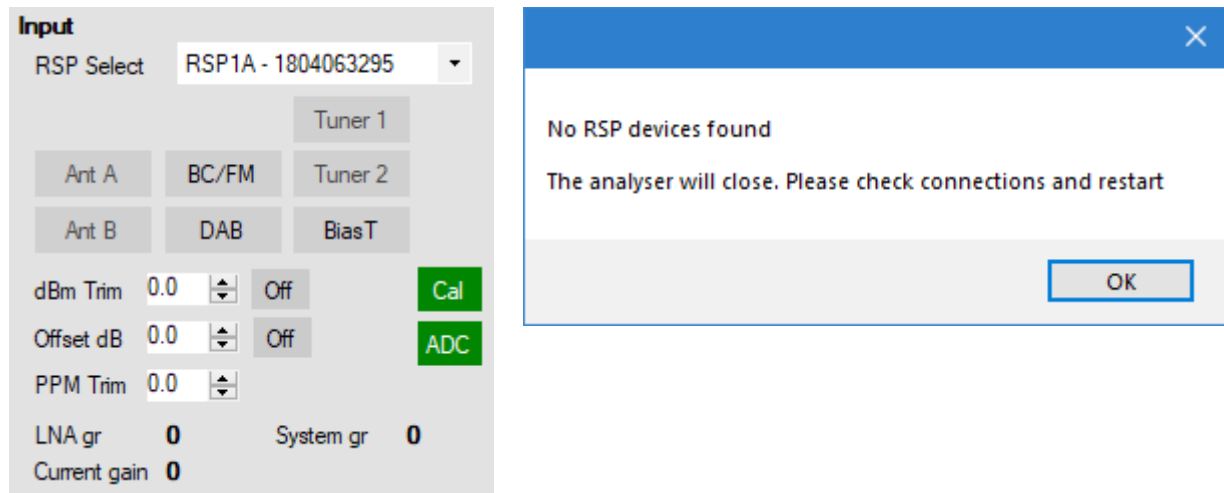 Input
RSP Select RSP1A - 1804063295
Tuner 1
Ant A BC/FM Tuner 2
Ant B DAB BiasT
dBm Trim 0.0 Off Cal
Offset dB 0.0 Off ADC
PPM Trim 0.0
LNA gr 0 System gr 0
Current gain 0
No RSP devices found
The analyser will close. Please check connections and restart
OK